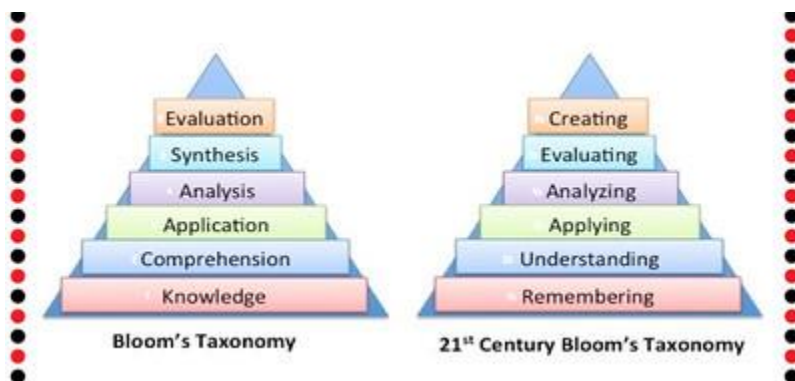 Evaluation
Synthesis
Analysis
Application
Comprehension
Knowledge
Bloom's Taxonomy
Creating
Evaluating
Analyzing
Applying
Understanding
Remembering
21st Century Bloom's Taxonomy